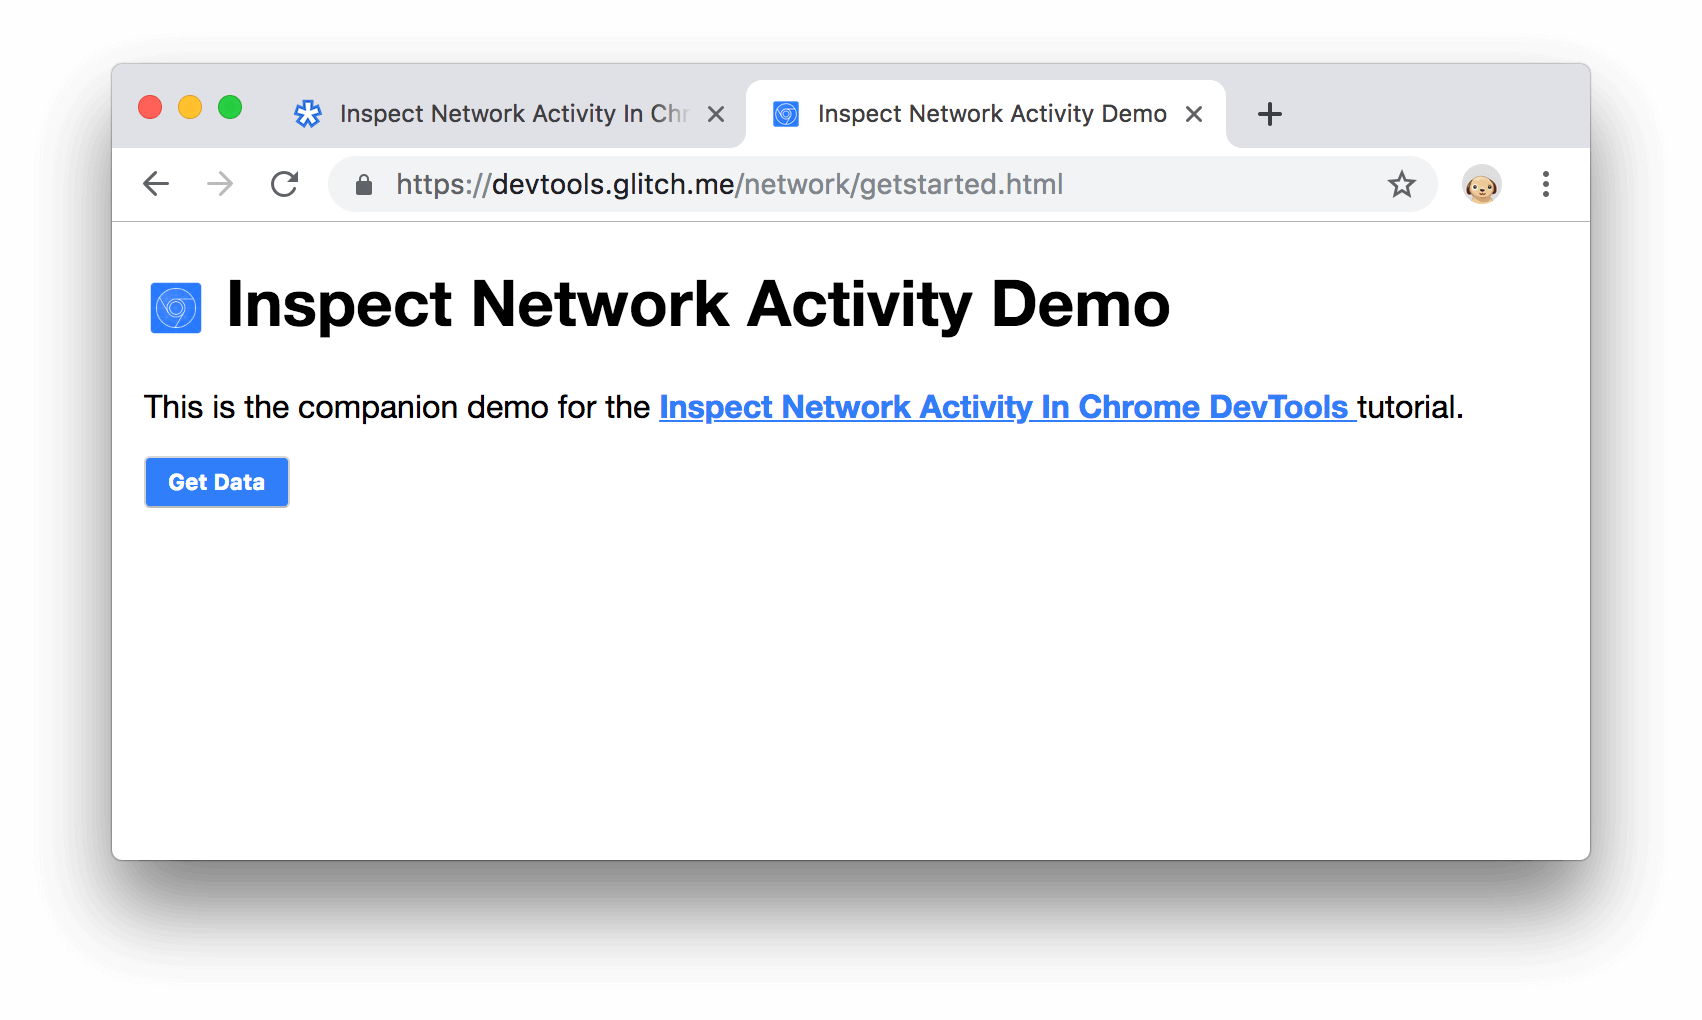 Inspect Network Activity In Chr
Inspect Network Activity Demo
https://devtools.glitch.me/network/getstarted.html
Inspect Network Activity Demo
This is the companion demo for the Inspect Network Activity In Chrome DevTools tutorial.
Get Data